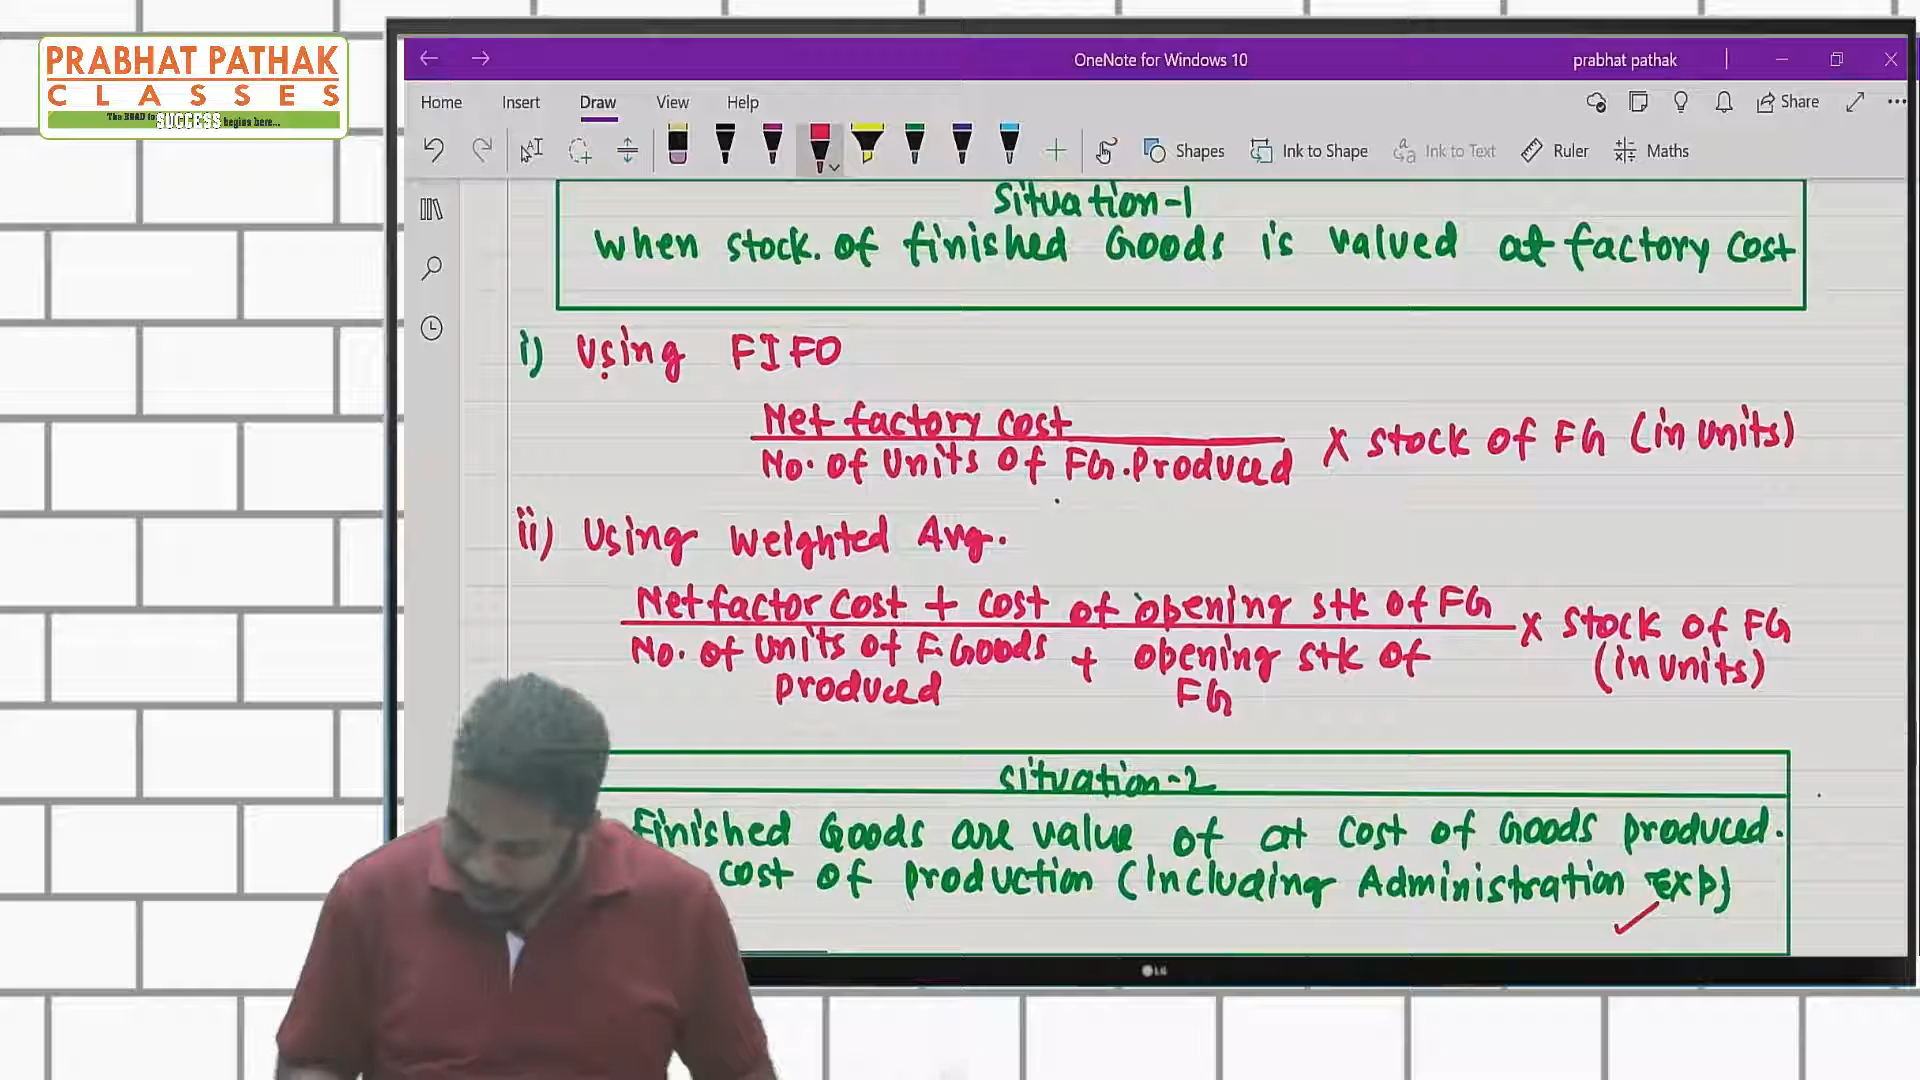 PRABHAT PATHAK
CLASSES
SUCCESS begins here...
OneNote for Windows 10
prabhat pathak
Home Insert Draw View Help
Share
Shapes Ink to Shape Ink to Text Ruler Maths
Situation-1
When stock. of finished Goods is valued at factory cost
i) Using FIFO
Net factory cost
No. of Units of FG. Produced
X stock of FG (in units)
ii) Using Weighted Avg.
Net factor cost + cost of opening stk of FG
No. of Units of F. Goods + opening stk of
produced FG
X stock of FG
(in units)
Situation-2
Finished Goods are value of at cost of Goods produced.
cost of production (Including Administration exp)
LG